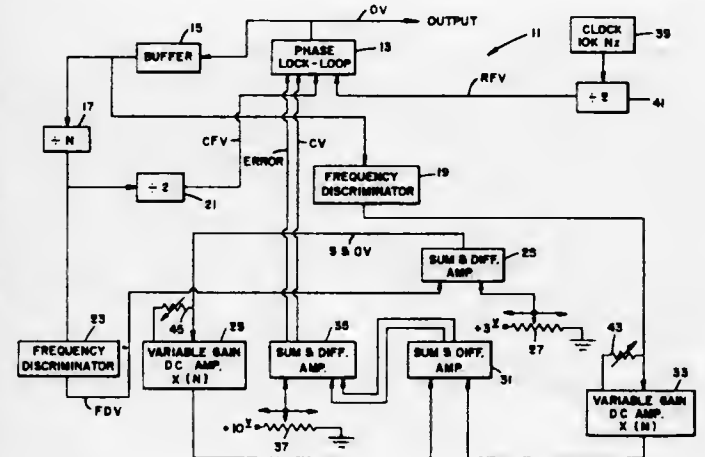 OV
OUTPUT
15
BUFFER
PHASE
LOCK-LOOP
13
11
CLOCK
10K Nz
39
RFV
÷ 2
41
17
÷ N
CFV
ERROR
CV
÷ 2
21
FREQUENCY
DISCRIMINATOR
19
SSOV
SUM & DIFF.
AMP.
25
+3V
27
23
FREQUENCY
DISCRIMINATOR
FDV
45
29
VARIABLE GAIN
DC AMP.
X (N)
35
SUM & DIFF.
AMP.
+10V
37
SUM & DIFF.
AMP.
31
43
33
VARIABLE GAIN
DC AMP.
X (N)